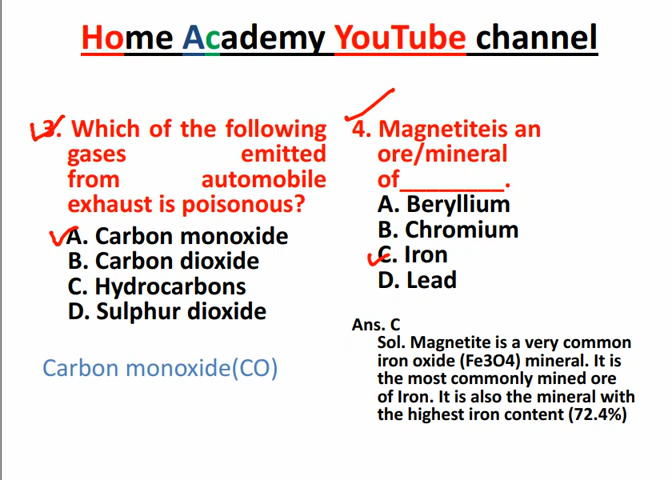 Home Academy YouTube channel
3. Which of the following
gases emitted
from automobile
exhaust is poisonous?
A. Carbon monoxide
B. Carbon dioxide
C. Hydrocarbons
D. Sulphur dioxide
Carbon monoxide(CO)
4. Magnetiteis an
ore/mineral
of________.
A. Beryllium
B. Chromium
C. Iron
D. Lead
Ans. C
Sol. Magnetite is a very common
iron oxide (Fe3O4) mineral. It is
the most commonly mined ore
of Iron. It is also the mineral with
the highest iron content (72.4%)